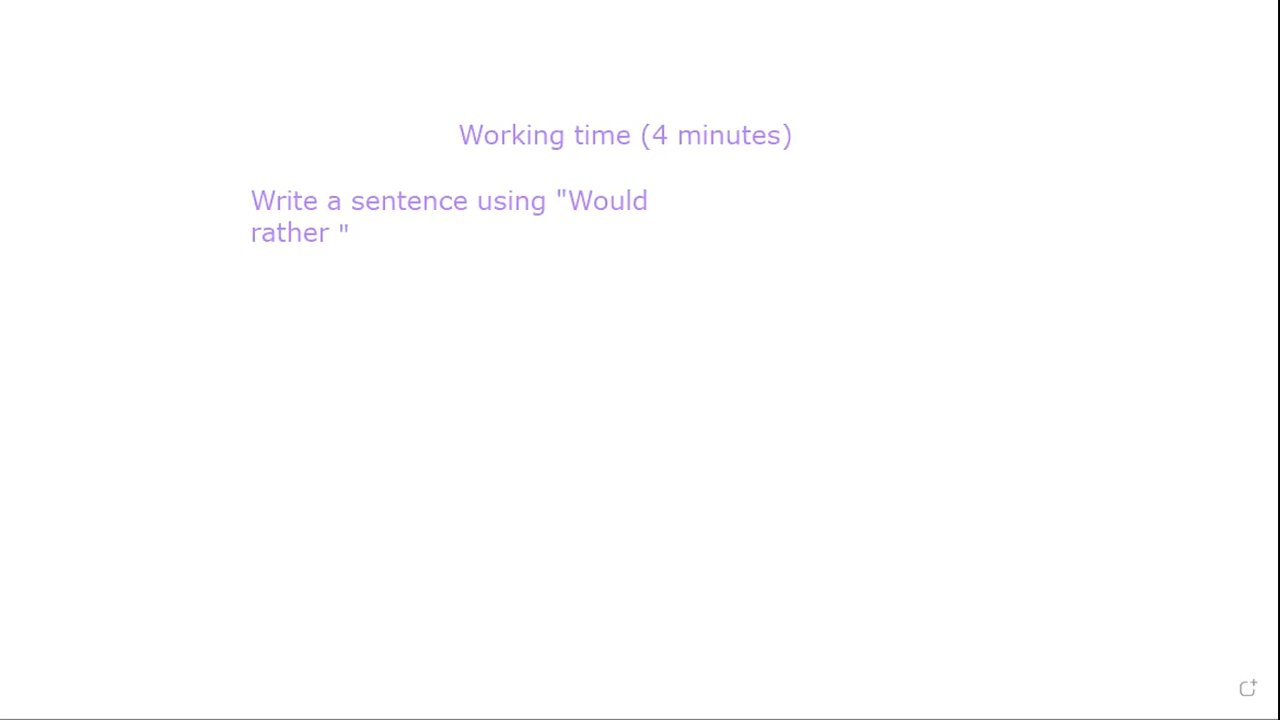 Working time (4 minutes)
Write a sentence using "Would
rather "